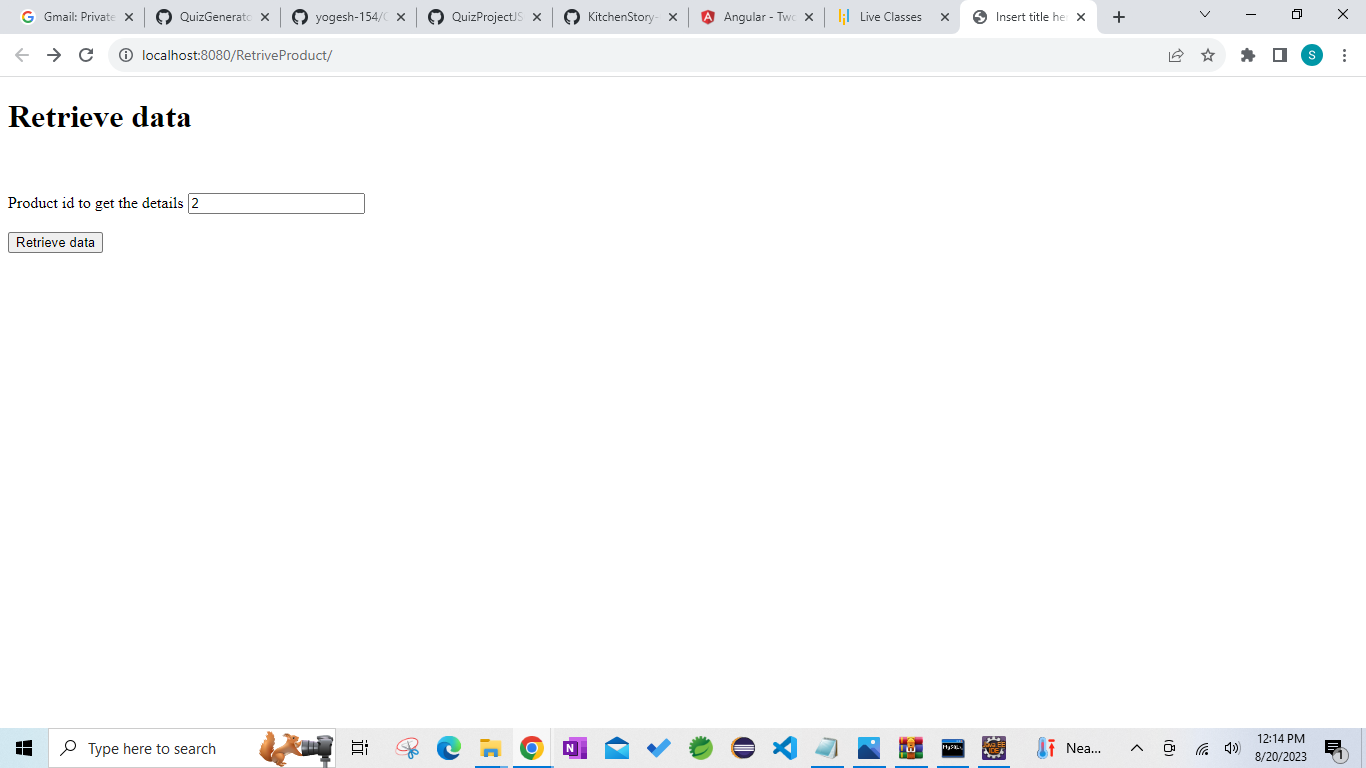 Gmail: Private
QuizGenerato
yogesh-154/
QuizProjectJS
KitchenStory-
Angular - Two
Live Classes
Insert title he
localhost:8080/RetriveProduct/
S
Retrieve data
Product id to get the details 2
Retrieve data
Type here to search
N
MySQL
Nea...
12:14 PM
8/20/2023
1